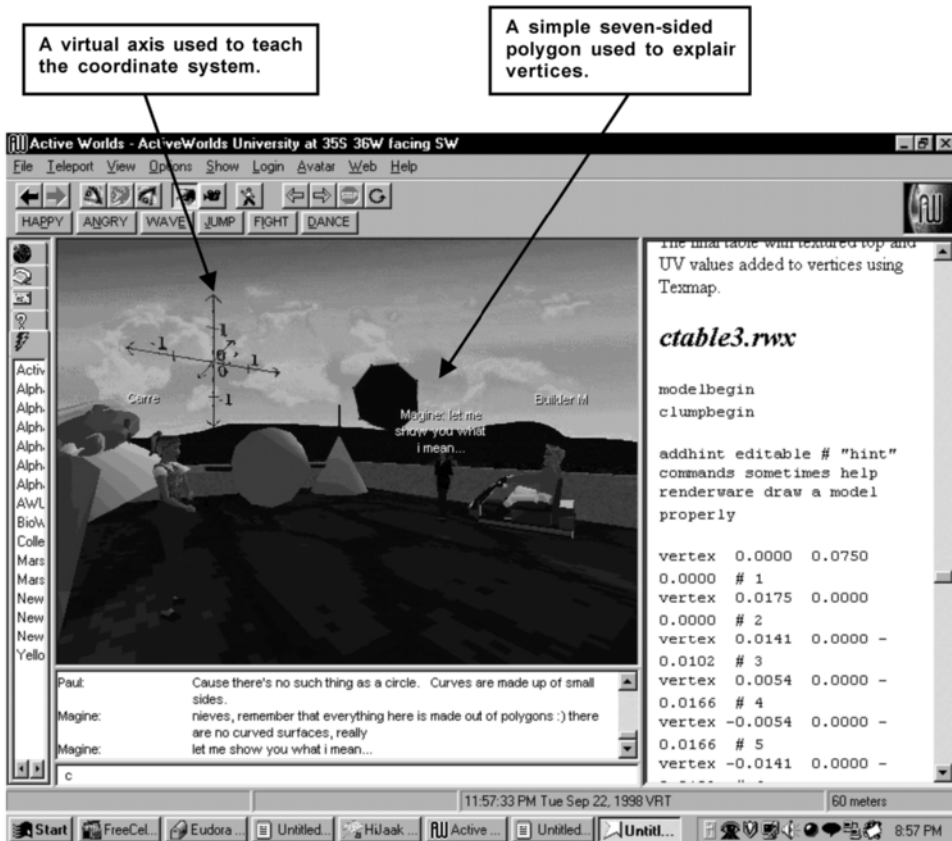 A virtual axis used to teach
the coordinate system.
A simple seven-sided
polygon used to explair
vertices.
Active Worlds - ActiveWorlds University at 35S 36W facing SW
File Teleport View Options Show Login Avatar Web Help
HAPPY ANGRY WAVE JUMP FIGHT DANCE
Activ
Alph
Alph
Alph
Alph
Alph
Alph
AWU
BioW
Colle
Mars
Mars
New
New
New
Yello
1
-1
1
0
0
-1
Carre
Magine: let me
show you what
i mean...
Builder M
The final table with textured top and
UV values added to vertices using
Texmap.
ctable3.rwx
modelbegin
clumpbegin
addhint editable # "hint"
commands sometimes help
renderware draw a model
properly
vertex 0.0000 0.0750
0.0000 # 1
vertex 0.0175 0.0000
0.0000 # 2
vertex 0.0141 0.0000 -
0.0102 # 3
vertex 0.0054 0.0000 -
0.0166 # 4
vertex -0.0054 0.0000 -
0.0166 # 5
vertex -0.0141 0.0000 -
Paul: Cause there's no such thing as a circle. Curves are made up of small
sides.
Magine: nieves, remember that everything here is made out of polygons :) there
are no curved surfaces, really
Magine: let me show you what i mean...
c
11:57:33 PM Tue Sep 22, 1998 VRT 60 meters
Start FreeCel... Eudora ... Untitled... HiJaak ... Active ... Untitled... Untitl... 8:57 PM